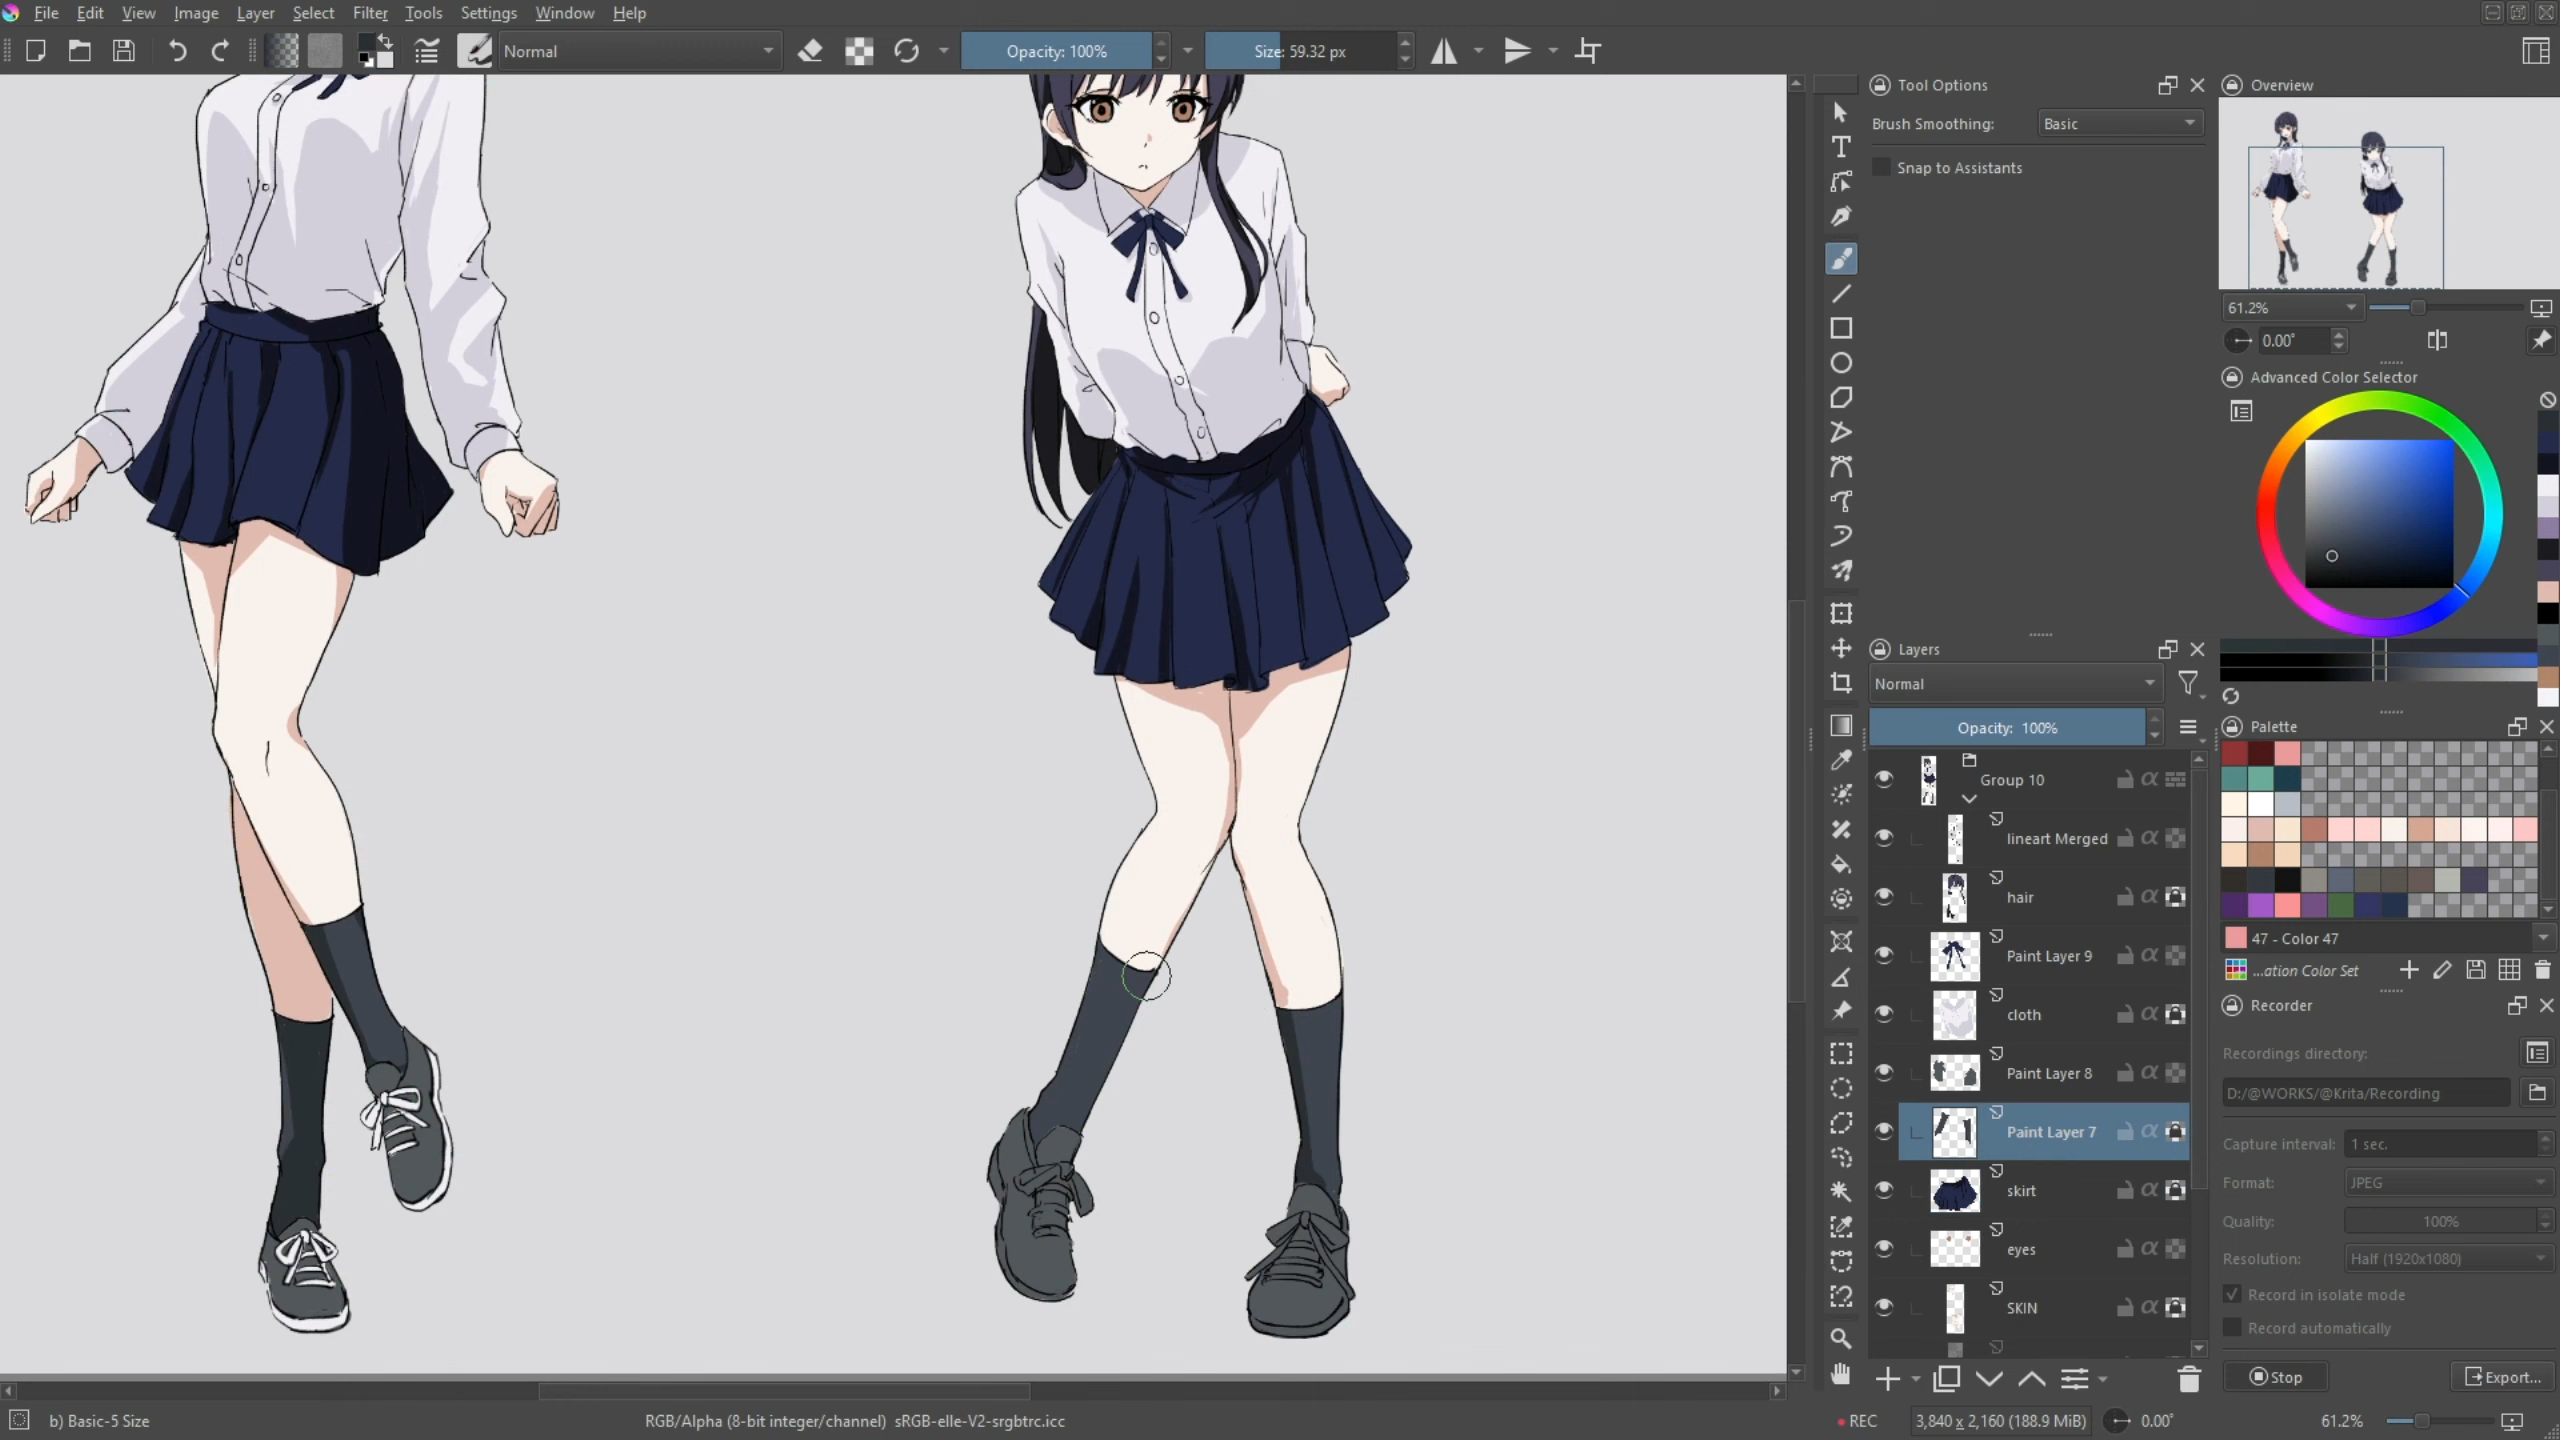 File Edit View Image Layer Select Filter Tools Settings Window Help
Normal Opacity: 100% Size: 59.32 px
Tool Options
Brush Smoothing: Basic
Snap to Assistants
Overview
61.2%
0.00°
Advanced Color Selector
Layers
Normal
Opacity: 100%
Group 10
lineart Merged
hair
Paint Layer 9
cloth
Paint Layer 8
Paint Layer 7
skirt
eyes
SKIN
Palette
47 - Color 47
...ation Color Set
Recorder
Recordings directory:
D:/@WORKS/@Krita/Recording
Capture interval: 1 sec.
Format: JPEG
Quality: 100%
Resolution: Half (1920x1080)
Record in isolate mode
Record automatically
Stop Export...
b) Basic-5 Size RGB/Alpha (8-bit integer/channel) sRGB-elle-V2-srgbtrc.icc REC 3,840 x 2,160 (188.9 MiB) 0.00° 61.2%